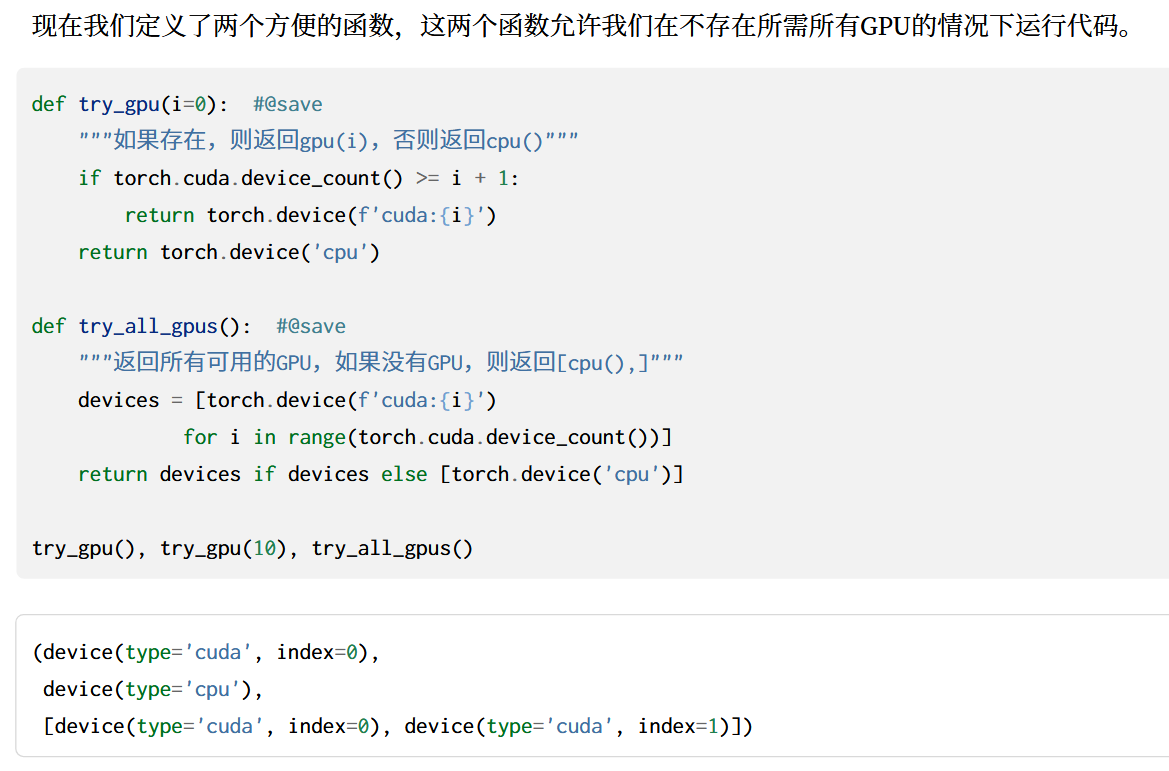 现在我们定义了两个方便的函数，这两个函数允许我们在不存在所需所有GPU的情况下运行代码。
def try_gpu(i=0):  #@save
    """如果存在，则返回gpu(i)，否则返回cpu()"""
    if torch.cuda.device_count() >= i + 1:
        return torch.device(f'cuda:{i}')
    return torch.device('cpu')
def try_all_gpus():  #@save
    """返回所有可用的GPU，如果没有GPU，则返回[cpu(),]"""
    devices = [torch.device(f'cuda:{i}')
             for i in range(torch.cuda.device_count())]
    return devices if devices else [torch.device('cpu')]
try_gpu(), try_gpu(10), try_all_gpus()
(device(type='cuda', index=0),
 device(type='cpu'),
 [device(type='cuda', index=0), device(type='cuda', index=1)])